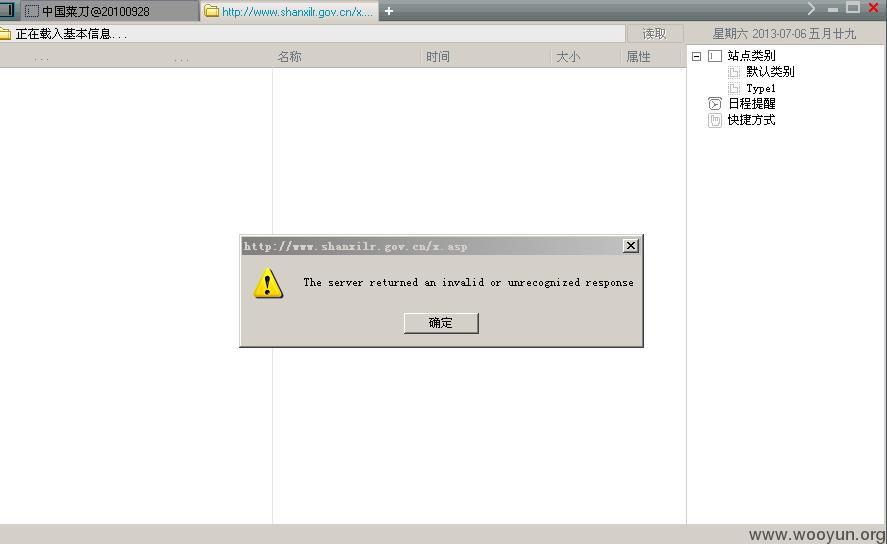 中国菜刀@20100928
http://www.shanxilr.gov.cn/x....
正在载入基本信息...
读取
星期六 2013-07-06 五月廿九
...
...
名称
时间
大小
属性
站点类别
默认类别
Type1
日程提醒
快捷方式
http://www.shanxilr.gov.cn/x.asp
The server returned an invalid or unrecognized response
确定
www.wooyun.org